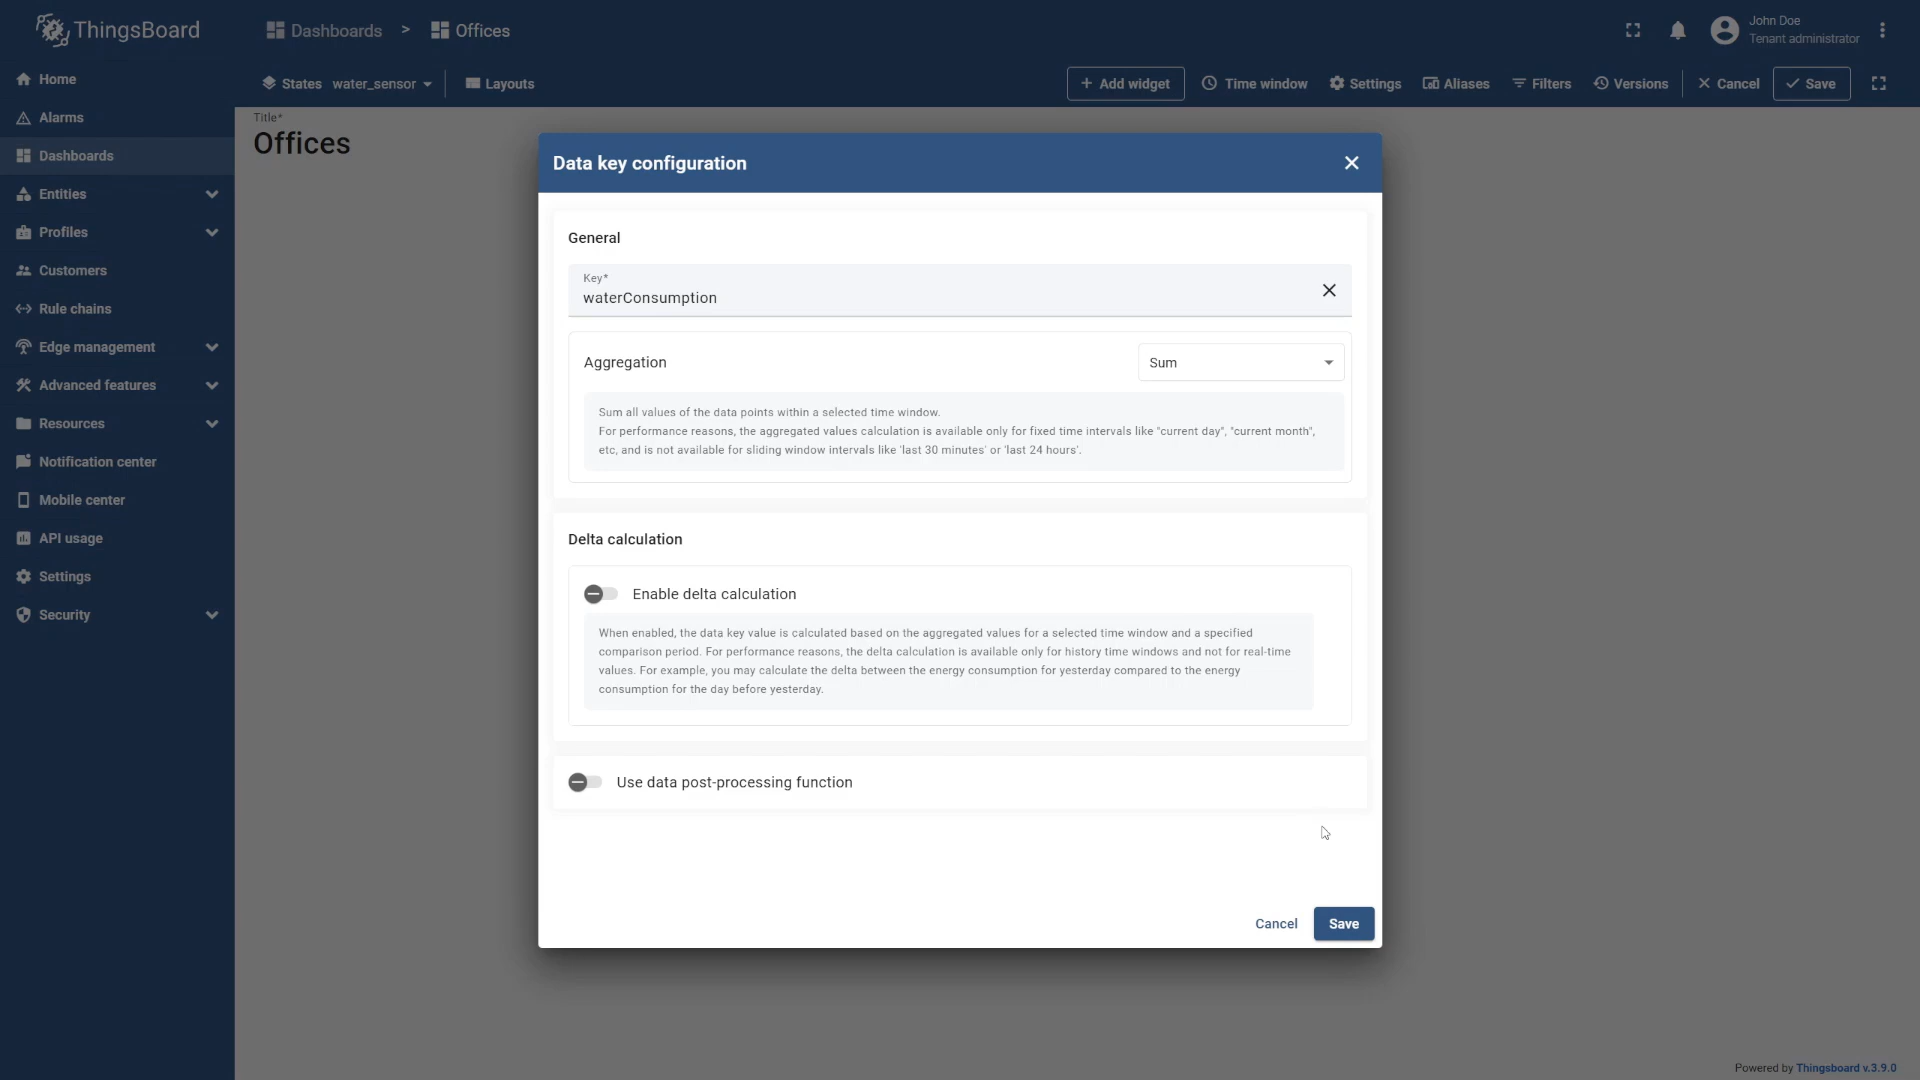 ThingsBoard
Dashboards > Offices
John Doe
Tenant administrator
States water_sensor Layouts
+ Add widget Time window Settings Aliases Filters Versions Cancel Save
Home
Alarms
Dashboards
Entities
Profiles
Customers
Rule chains
Edge management
Advanced features
Resources
Notification center
Mobile center
API usage
Settings
Security
Title*
Offices
Data key configuration
General
Key*
waterConsumption
Aggregation Sum
Sum all values of the data points within a selected time window.
For performance reasons, the aggregated values calculation is available only for fixed time intervals like "current day", "current month",
etc, and is not available for sliding window intervals like 'last 30 minutes' or 'last 24 hours'.
Delta calculation
Enable delta calculation
When enabled, the data key value is calculated based on the aggregated values for a selected time window and a specified
comparison period. For performance reasons, the delta calculation is available only for history time windows and not for real-time
values. For example, you may calculate the delta between the energy consumption for yesterday compared to the energy
consumption for the day before yesterday.
Use data post-processing function
Cancel Save
Powered by Thingsboard v.3.9.0